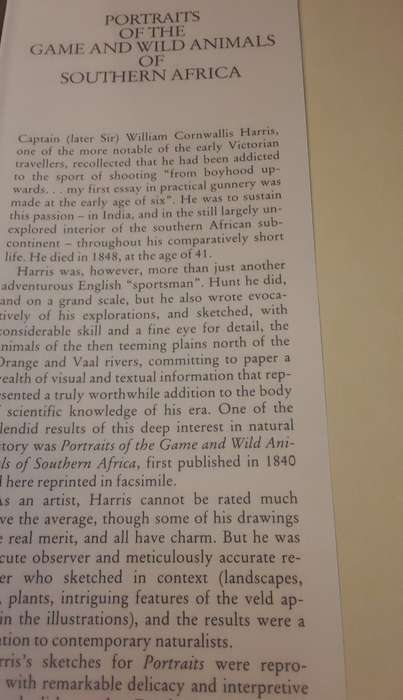 PORTRAITS
OF THE
GAME AND WILD ANIMALS
OF
SOUTHERN AFRICA
Captain (later Sir) William Cornwallis Harris,
one of the more notable of the early Victorian
travellers, recollected that he had been addicted
to the sport of shooting "from boyhood up-
wards. . . my first essay in practical gunnery was
made at the early age of six". He was to sustain
this passion – in India, and in the still largely un-
explored interior of the southern African sub-
continent – throughout his comparatively short
life. He died in 1848, at the age of 41.
Harris was, however, more than just another
adventurous English "sportsman". Hunt he did,
and on a grand scale, but he also wrote evoca-
tively of his explorations, and sketched, with
considerable skill and a fine eye for detail, the
animals of the then teeming plains north of the
Orange and Vaal rivers, committing to paper a
wealth of visual and textual information that rep-
sented a truly worthwhile addition to the body
scientific knowledge of his era. One of the
lendid results of this deep interest in natural
tory was Portraits of the Game and Wild Ani-
ls of Southern Africa, first published in 1840
l here reprinted in facsimile.
As an artist, Harris cannot be rated much
ve the average, though some of his drawings
e real merit, and all have charm. But he was
cute observer and meticulously accurate re-
er who sketched in context (landscapes,
, plants, intriguing features of the veld ap-
in the illustrations), and the results were a
ation to contemporary naturalists.
rris's sketches for Portraits were repro-
with remarkable delicacy and interpretive